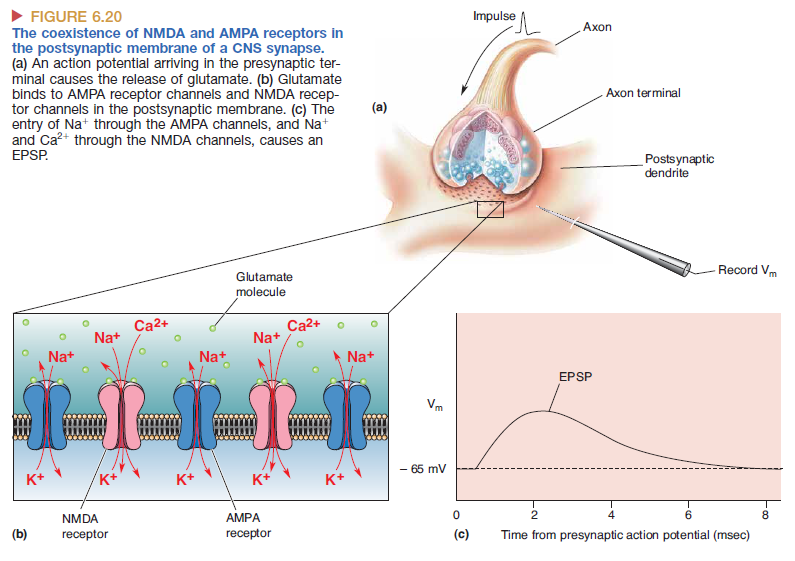 ▶ FIGURE 6.20
The coexistence of NMDA and AMPA receptors in
the postsynaptic membrane of a CNS synapse.
(a) An action potential arriving in the presynaptic ter-
minal causes the release of glutamate. (b) Glutamate
binds to AMPA receptor channels and NMDA recep-
tor channels in the postsynaptic membrane. (c) The
entry of Na⁺ through the AMPA channels, and Na⁺
and Ca²⁺ through the NMDA channels, causes an
EPSP.
Impulse
Axon
Axon terminal
(a)
Postsynaptic
dendrite
Record Vₘ
Glutamate
molecule
Na+
Na+
Ca2+
Na+
Na+
Ca2+
Na+
K+
K+
K+
K+
K+
NMDA
receptor
AMPA
receptor
(b)
EPSP
Vₘ
– 65 mV
0 2 4 6 8
(c) Time from presynaptic action potential (msec)